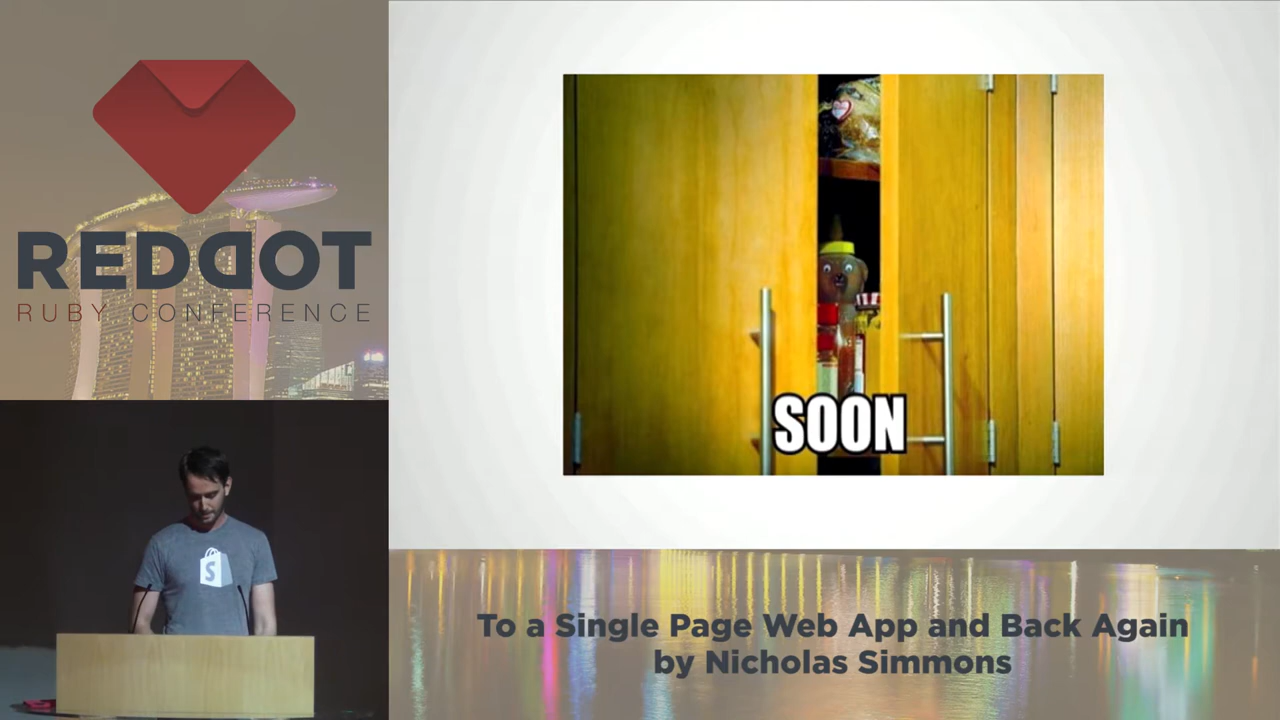 REDDOT
RUBY CONFERENCE
SOON
S
To a Single Page Web App and Back Again
by Nicholas Simmons